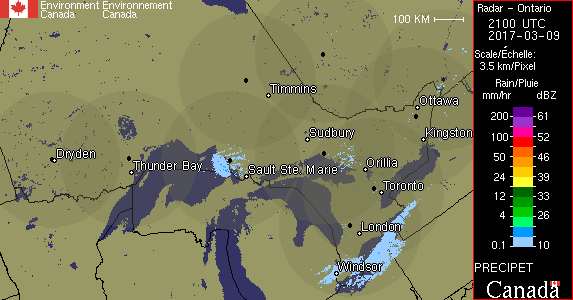 Environment Environnement
Canada Canada
100 KM
Timmins
Ottawa
Sudbury
Kingston
Dryden
Thunder Bay
Sault Ste. Marie
Orillia
Toronto
London
Windsor
Radar - Ontario
2100 UTC
2017-03-09
Scale/Échelle:
3.5 km/Pixel
Rain/Pluie
mm/hr dBZ
200 61
100 52
50 46
24 39
12 33
4 26
0.1 10
PRECIPET
Canada